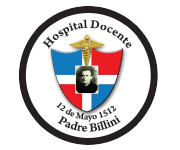 Hospital Docente
12 de Mayo 1512
Padre Billini